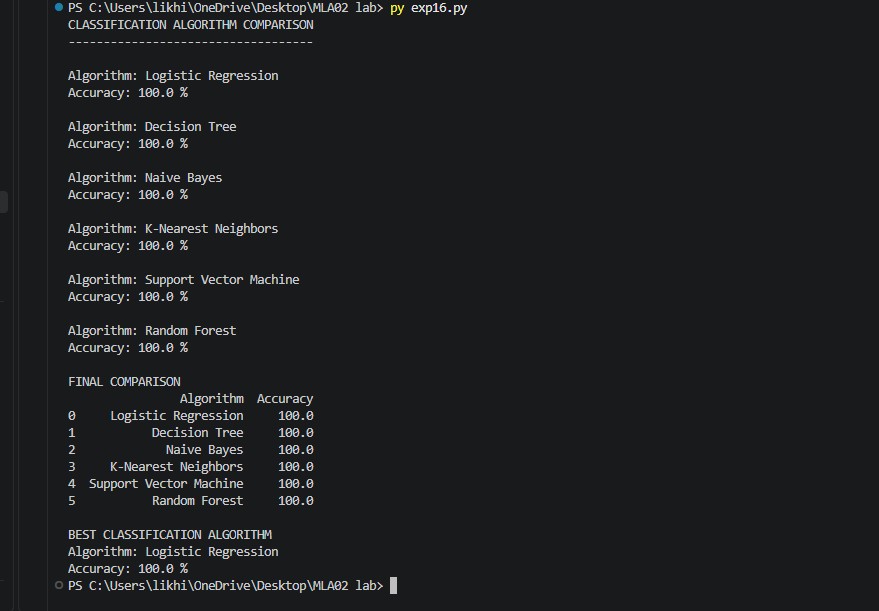 PS C:\Users\likhi\OneDrive\Desktop\MLA02 lab> py exp16.py
CLASSIFICATION ALGORITHM COMPARISON
-----------------------------------
Algorithm: Logistic Regression
Accuracy: 100.0 %
Algorithm: Decision Tree
Accuracy: 100.0 %
Algorithm: Naive Bayes
Accuracy: 100.0 %
Algorithm: K-Nearest Neighbors
Accuracy: 100.0 %
Algorithm: Support Vector Machine
Accuracy: 100.0 %
Algorithm: Random Forest
Accuracy: 100.0 %
FINAL COMPARISON
Algorithm Accuracy
0 Logistic Regression 100.0
1 Decision Tree 100.0
2 Naive Bayes 100.0
3 K-Nearest Neighbors 100.0
4 Support Vector Machine 100.0
5 Random Forest 100.0
BEST CLASSIFICATION ALGORITHM
Algorithm: Logistic Regression
Accuracy: 100.0 %
PS C:\Users\likhi\OneDrive\Desktop\MLA02 lab>